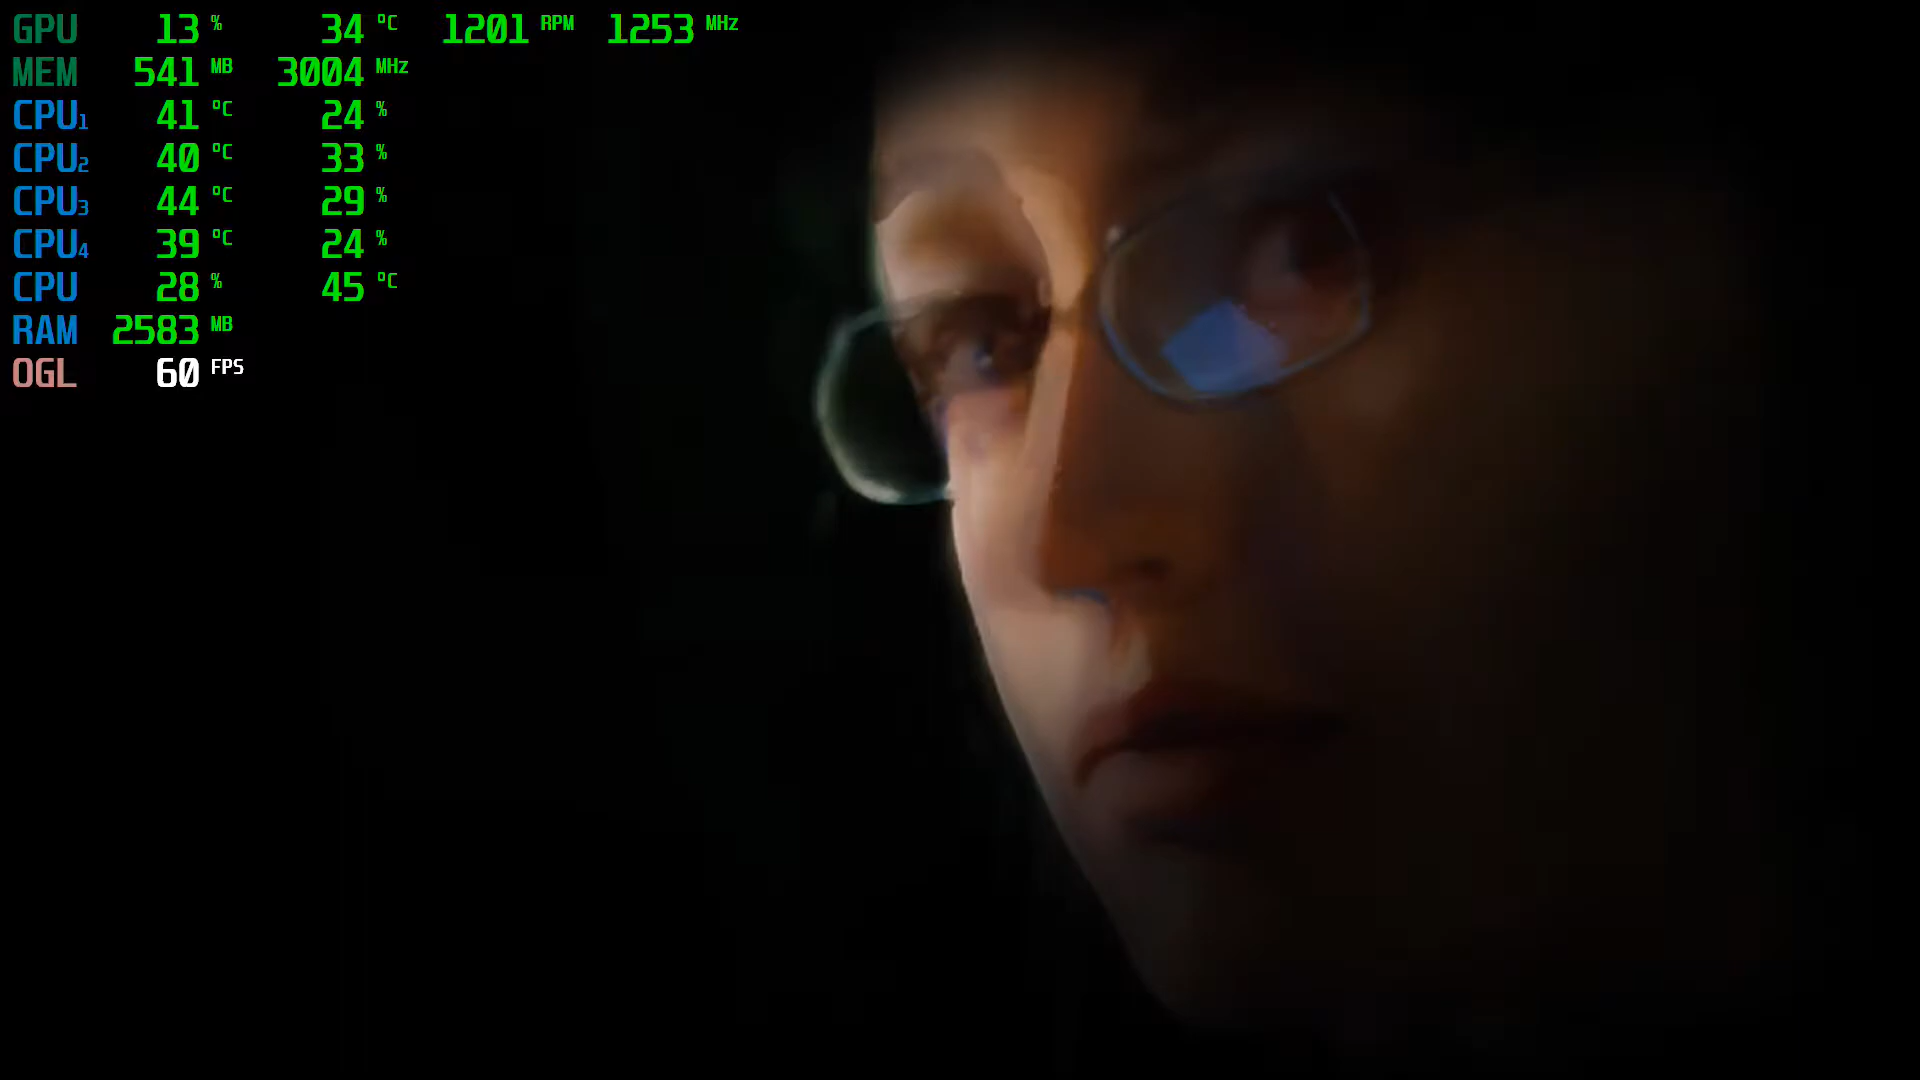 GPU 13 % 34 °C 1201 RPM 1253 MHz
MEM 541 MB 3004 MHz
CPU1 41 °C 24 %
CPU2 40 °C 33 %
CPU3 44 °C 29 %
CPU4 39 °C 24 %
CPU 28 % 45 °C
RAM 2583 MB
OGL 60 FPS